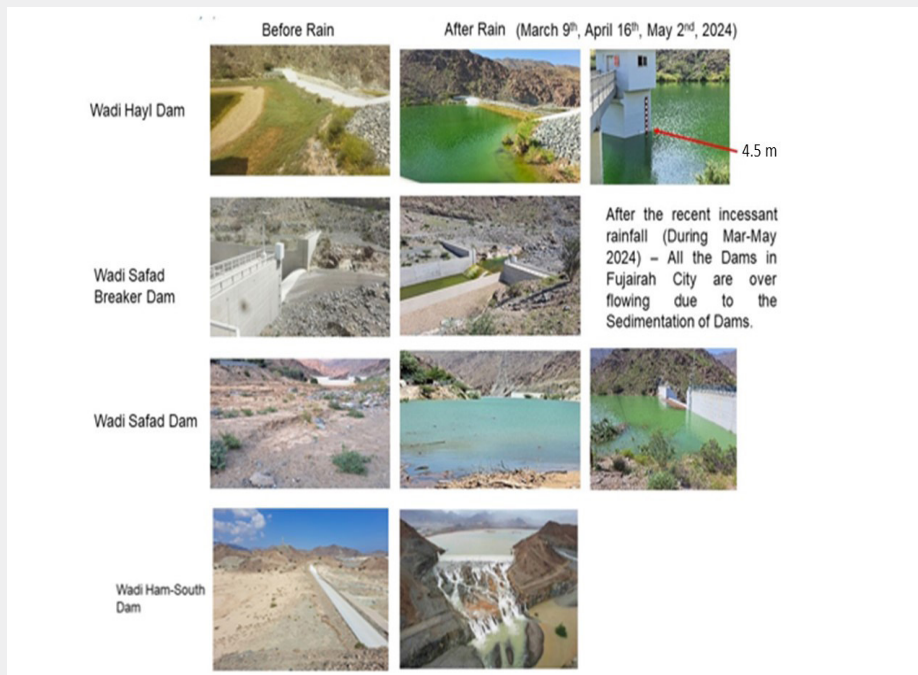 Before Rain
After Rain (March 9th, April 16th, May 2nd, 2024)
Wadi Hayl Dam
4.5 m
Wadi Safad
Breaker Dam
After the recent incessant
rainfall (During Mar-May
2024) – All the Dams in
Fujairah City are over
flowing due to the
Sedimentation of Dams.
Wadi Safad Dam
Wadi Ham-South
Dam